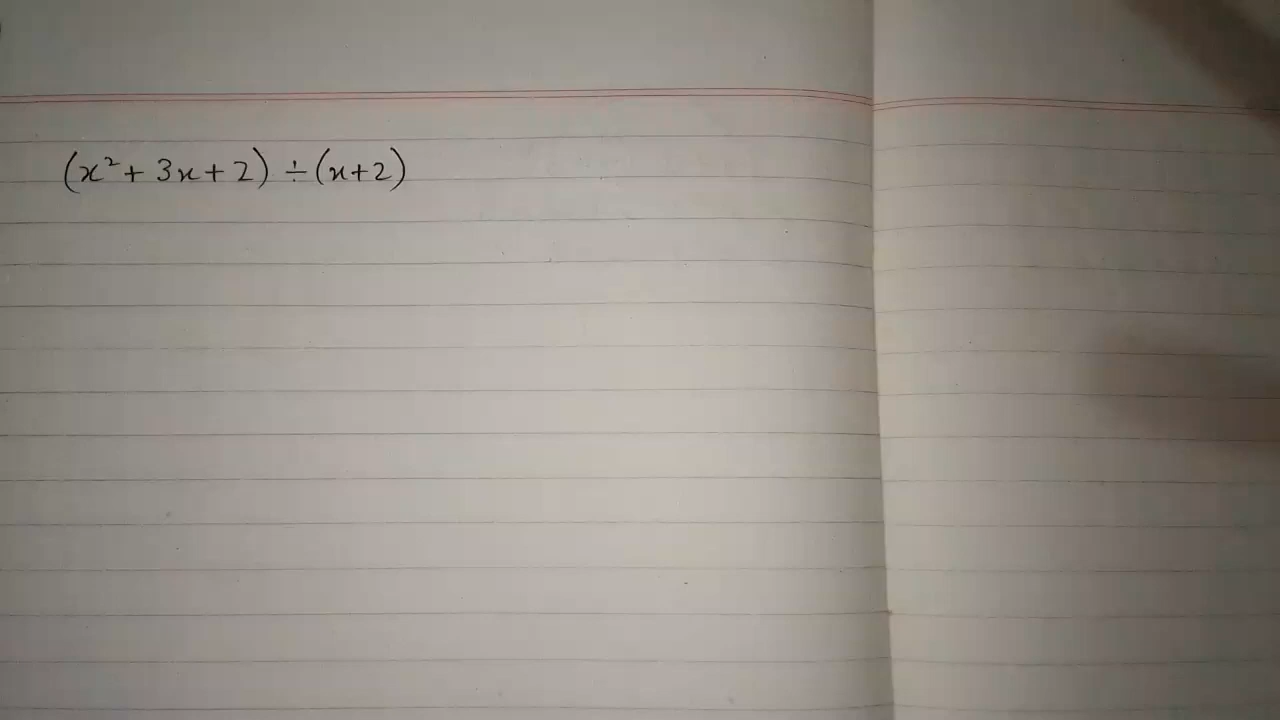 (x² + 3x + 2) ÷ (x+2)